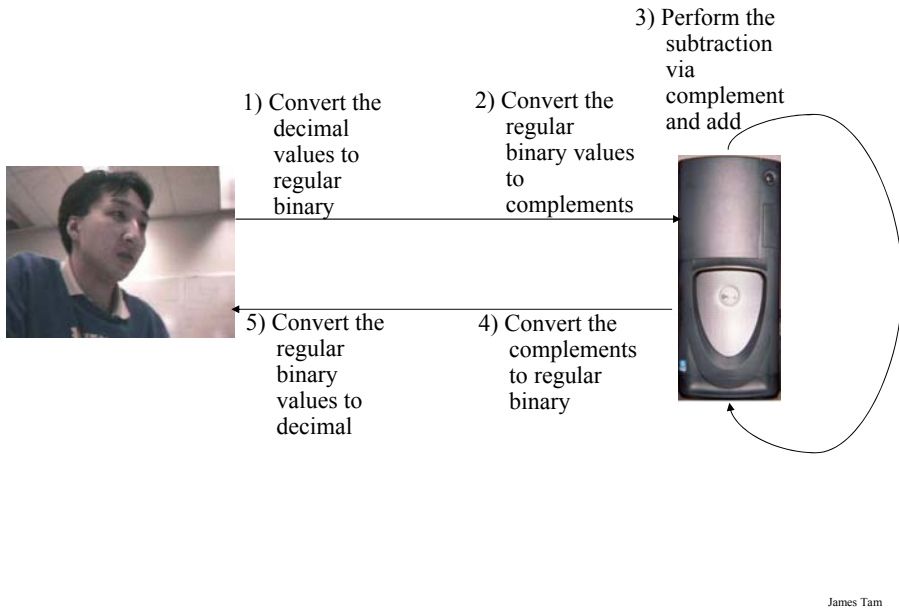 3) Perform the
subtraction
via
complement
and add
1) Convert the
decimal
values to
regular
binary
2) Convert the
regular
binary values
to
complements
5) Convert the
regular
binary
values to
decimal
4) Convert the
complements
to regular
binary
James Tam